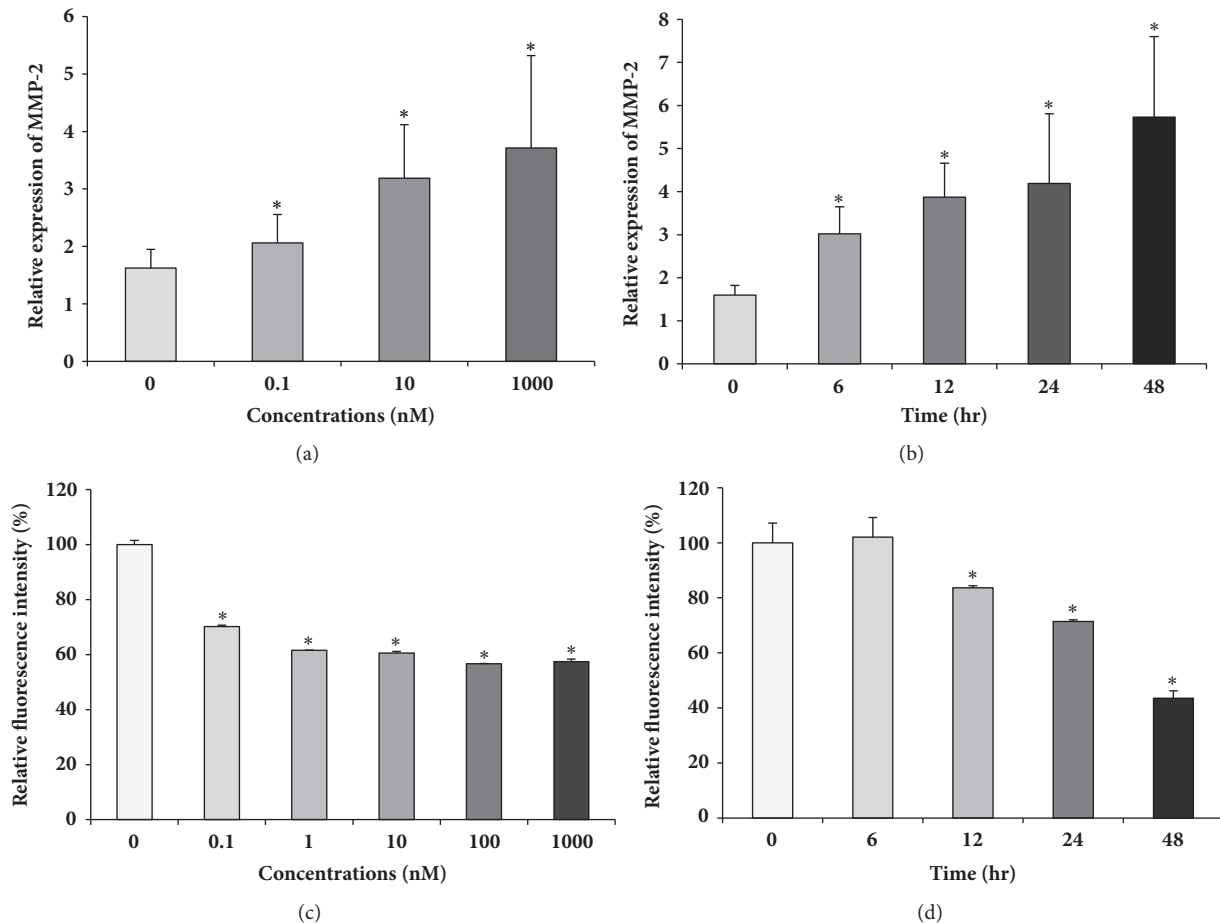 Relative expression of MMP-2
6
5
4
3
2
1
0
*
*
*
0 0.1 10 1000
Concentrations (nM)
(a)
Relative expression of MMP-2
8
7
6
5
4
3
2
1
0
*
*
*
*
0 6 12 24 48
Time (hr)
(b)
Relative fluorescence intensity (%)
120
100
80
60
40
20
0
*
*
*
*
*
0 0.1 1 10 100 1000
Concentrations (nM)
(c)
Relative fluorescence intensity (%)
120
100
80
60
40
20
0
*
*
*
0 6 12 24 48
Time (hr)
(d)